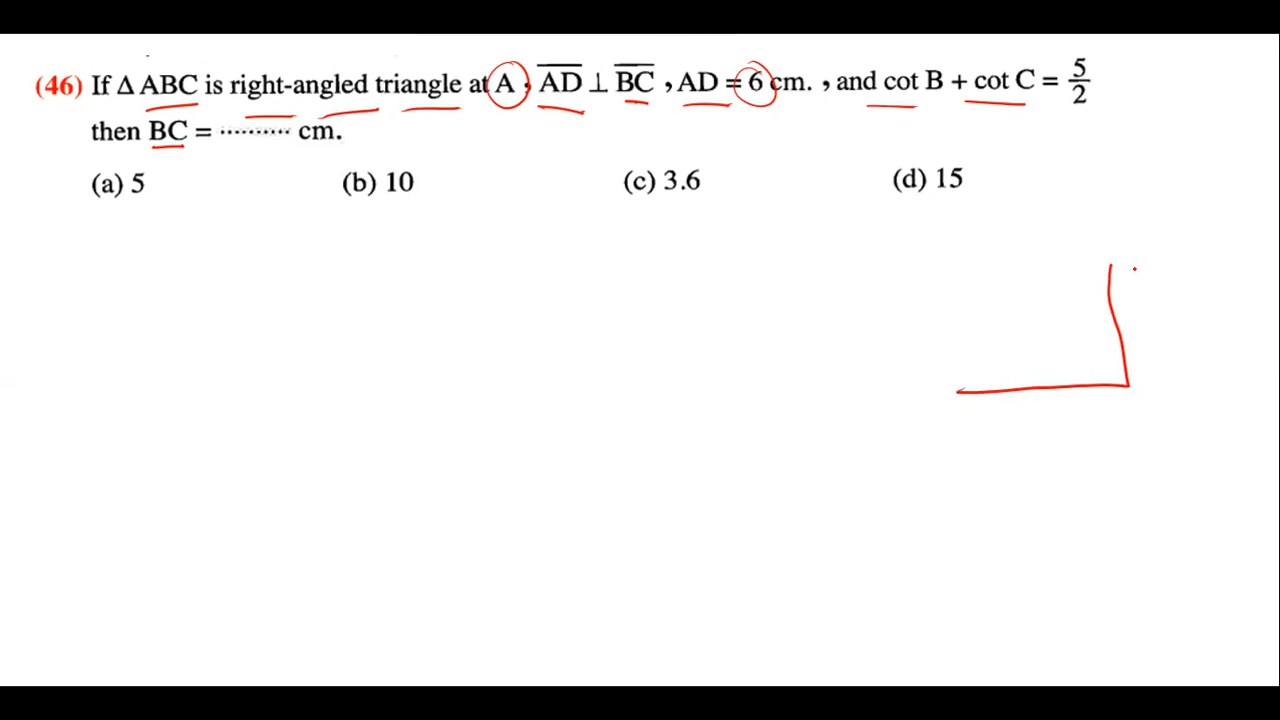 (46) If Δ ABC is right-angled triangle at A , AD ⊥ BC , AD = 6 cm. , and cot B + cot C = 5/2
then BC = ·········· cm.
(a) 5 (b) 10 (c) 3.6 (d) 15